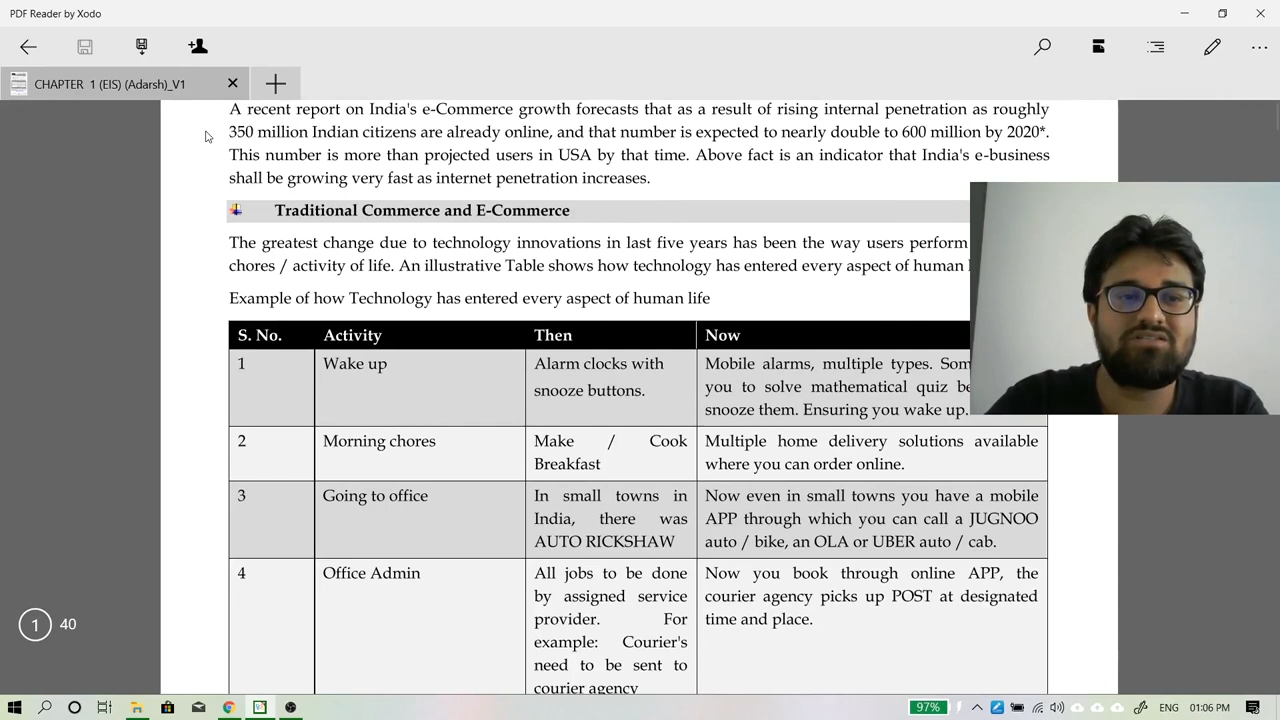 PDF Reader by Xodo
CHAPTER 1 (EIS) (Adarsh)_V1
A recent report on India's e-Commerce growth forecasts that as a result of rising internal penetration as roughly
350 million Indian citizens are already online, and that number is expected to nearly double to 600 million by 2020*.
This number is more than projected users in USA by that time. Above fact is an indicator that India's e-business
shall be growing very fast as internet penetration increases.
Traditional Commerce and E-Commerce
The greatest change due to technology innovations in last five years has been the way users perform
chores / activity of life. An illustrative Table shows how technology has entered every aspect of human
Example of how Technology has entered every aspect of human life
S. No. Activity Then Now
1 Wake up Alarm clocks with Mobile alarms, multiple types.
snooze buttons. you to solve mathematical quiz
snooze them. Ensuring you wake up.
2 Morning chores Make / Cook Multiple home delivery solutions available
Breakfast where you can order online.
3 Going to office In small towns in Now even in small towns you have a mobile
India, there was APP through which you can call a JUGNOO
AUTO RICKSHAW auto / bike, an OLA or UBER auto / cab.
4 Office Admin All jobs to be done Now you book through online APP, the
by assigned service courier agency picks up POST at designated
provider. For time and place.
example: Courier's
need to be sent to
courier agency
1 40
97% ENG 01:06 PM